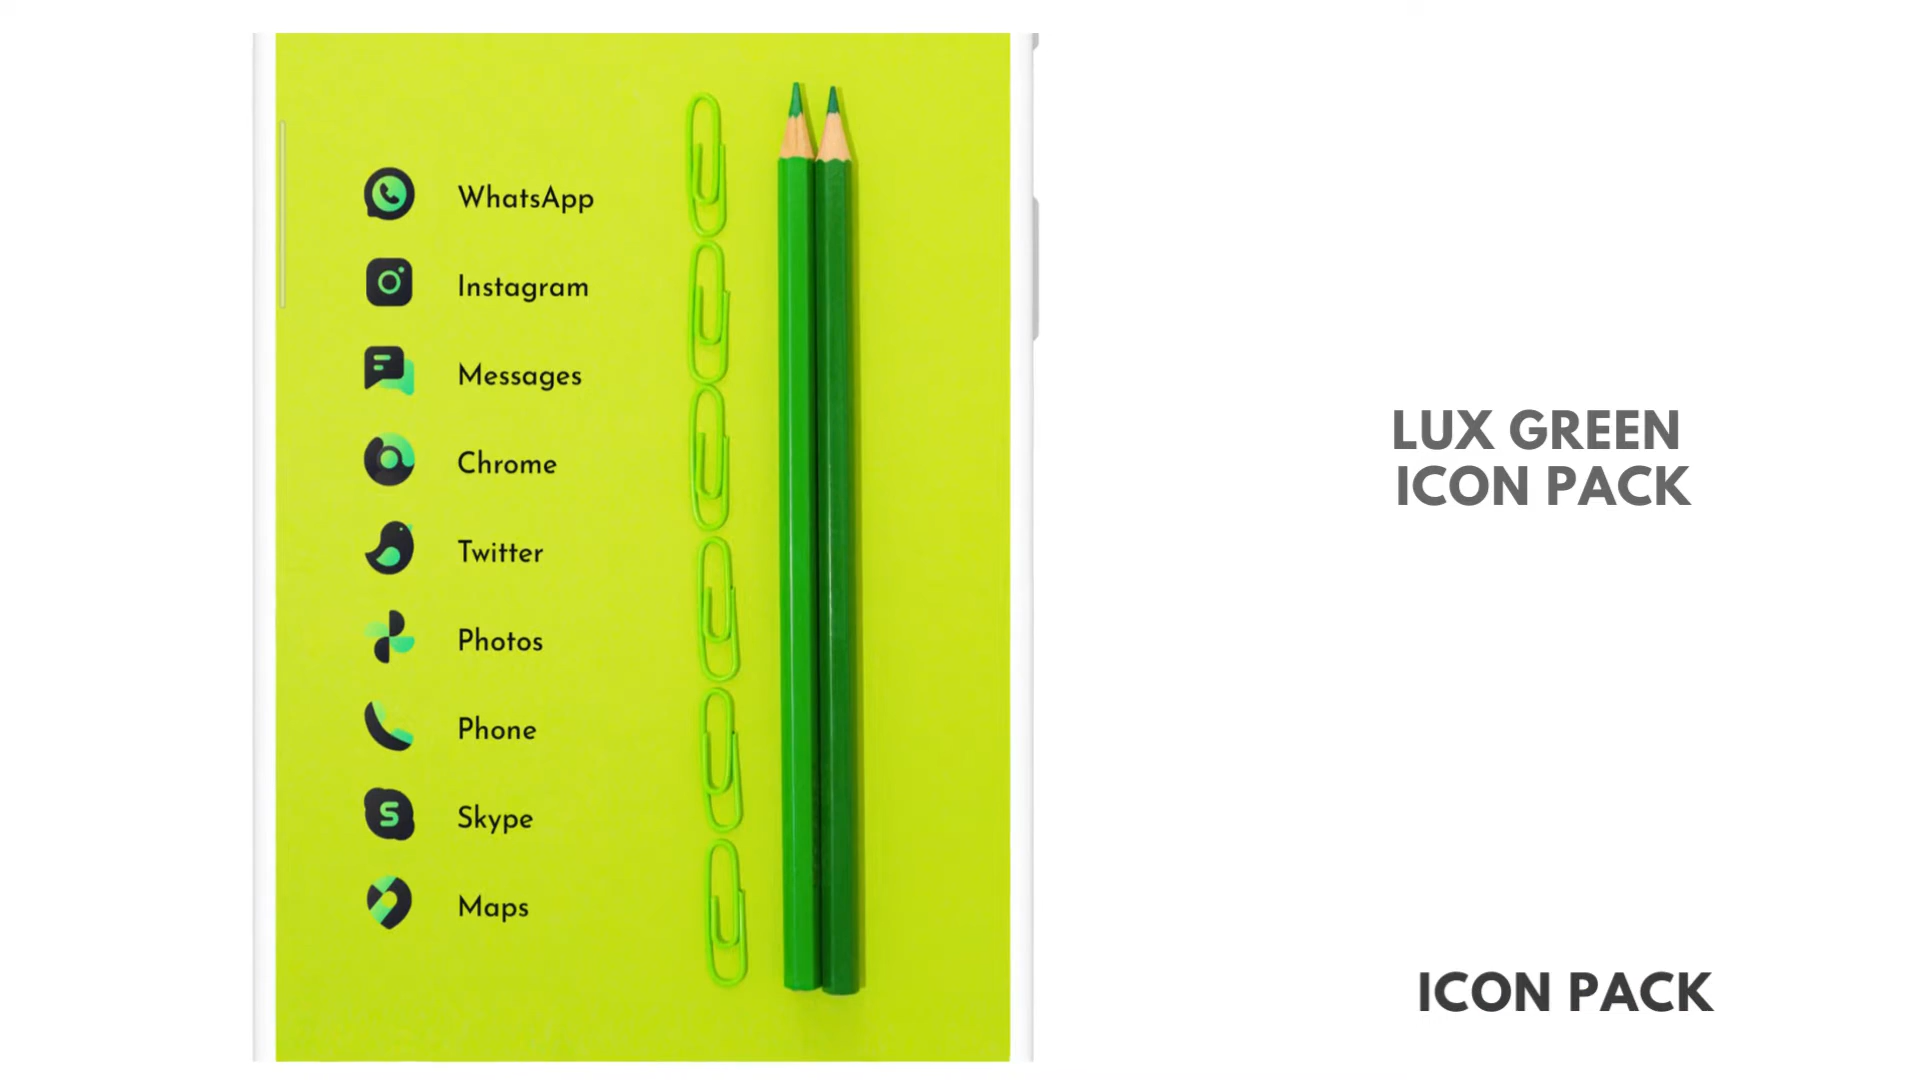 WhatsApp
Instagram
Messages
Chrome
Twitter
Photos
Phone
Skype
Maps
LUX GREEN
ICON PACK
ICON PACK